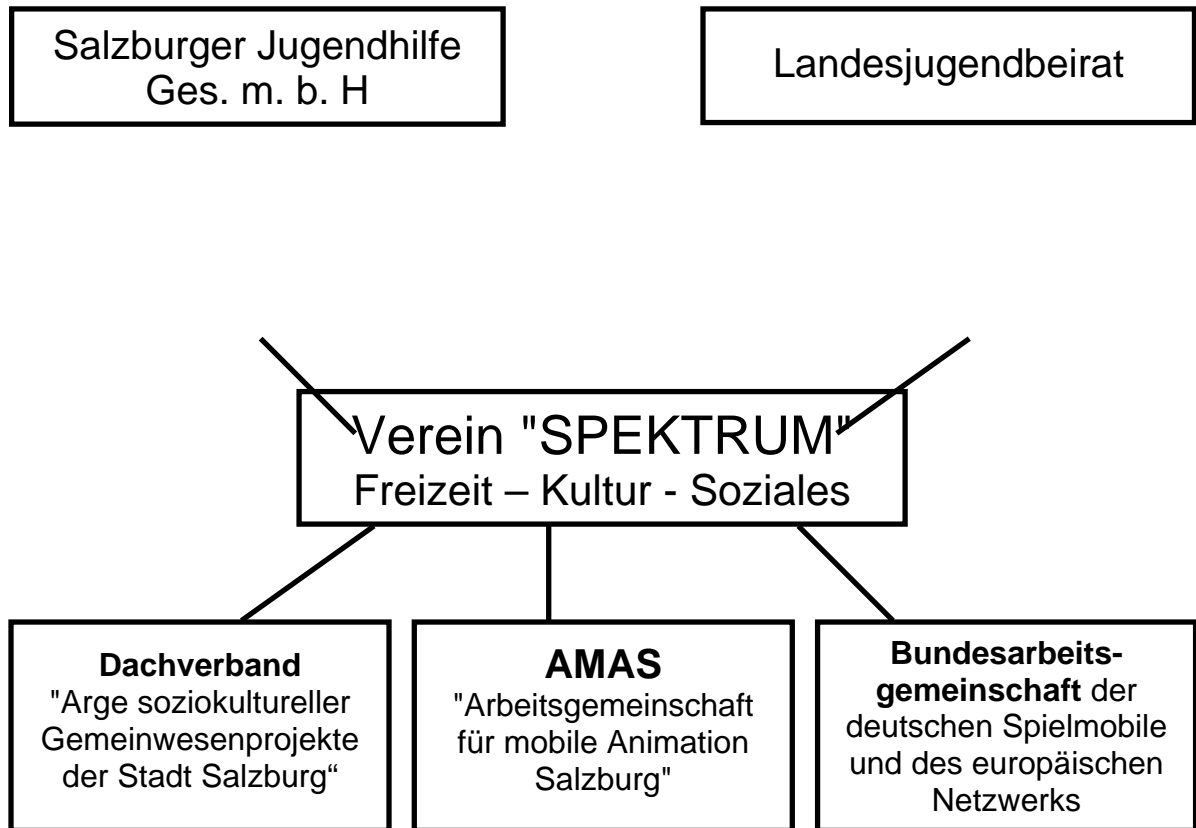 Salzburger Jugendhilfe
Ges. m. b. H
Landesjugendbeirat
Verein "SPEKTRUM"
Freizeit – Kultur - Soziales
Dachverband
"Arge soziokultureller
Gemeinwesenprojekte
der Stadt Salzburg“
AMAS
"Arbeitsgemeinschaft
für mobile Animation
Salzburg"
Bundesarbeits-
gemeinschaft der
deutschen Spielmobile
und des europäischen
Netzwerks